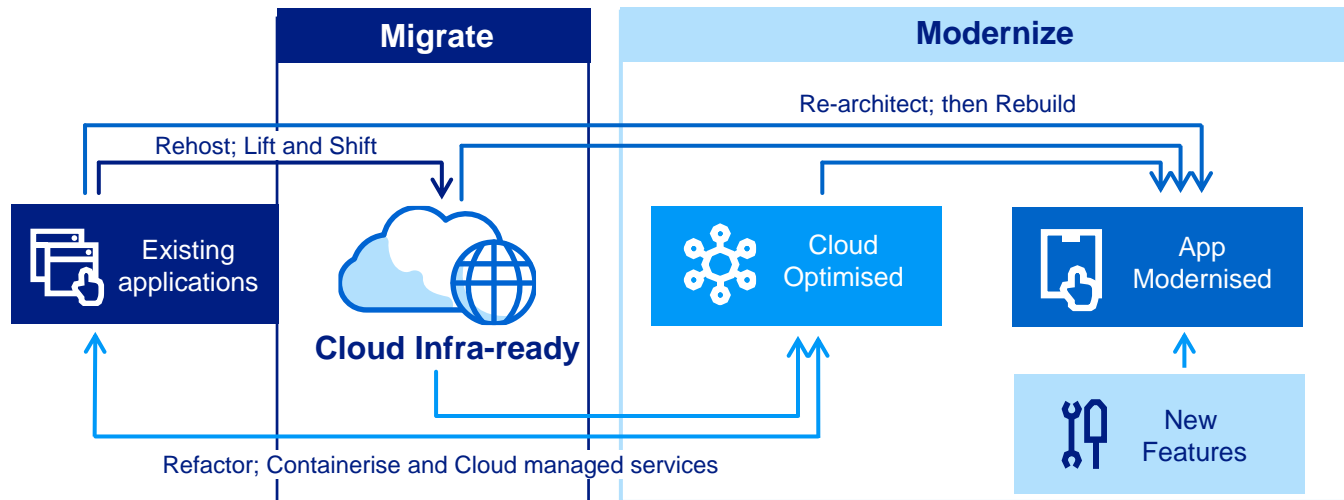 Migrate
Modernize
Re-architect; then Rebuild
Rehost; Lift and Shift
Existing
applications
Cloud Infra-ready
Cloud
Optimised
App
Modernised
New
Features
Refactor; Containerise and Cloud managed services